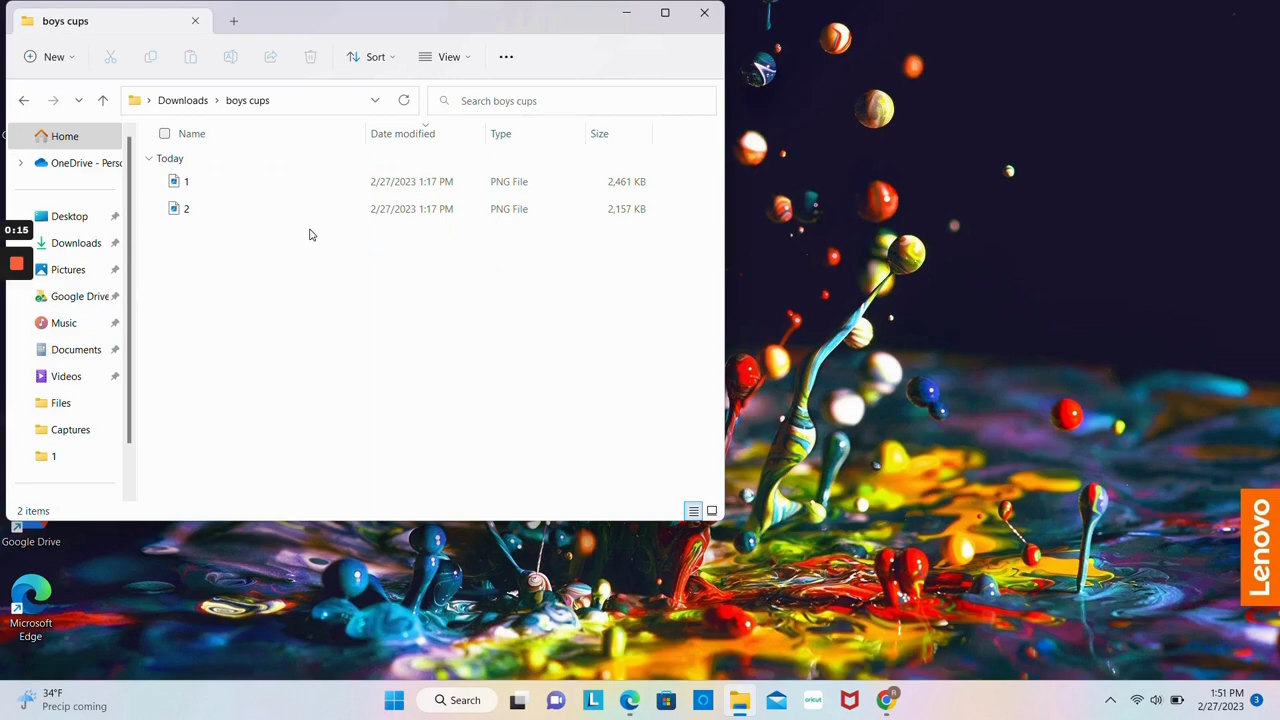 boys cups
New
Sort
View
Downloads
boys cups
Search boys cups
Home
Name
Date modified
Type
Size
OneDrive - Perso
Today
1
2/27/2023 1:17 PM
PNG File
2,461 KB
2
2/27/2023 1:17 PM
PNG File
2,157 KB
Desktop
0:15
Downloads
Pictures
Google Drive
Music
Documents
Videos
Files
Captures
1
2 items
Google Drive
Lenovo
Microsoft
Edge
34°F
Precip coming
Search
L
cricut
R
1:51 PM
2/27/2023
3